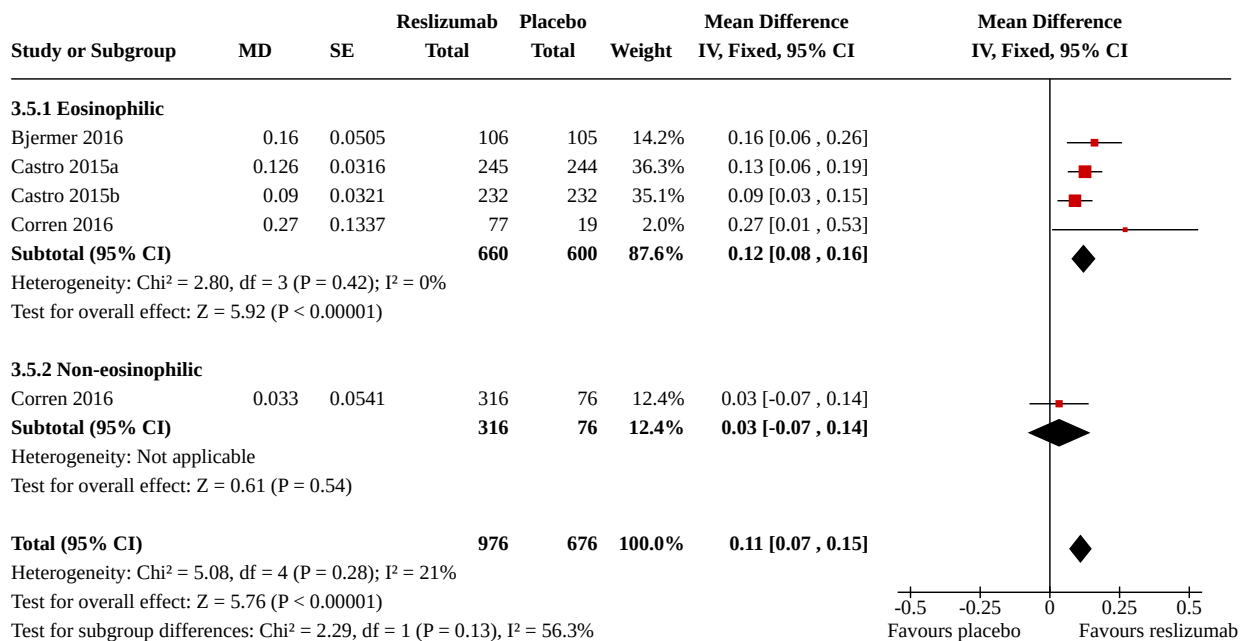 Reslizumab Placebo Mean Difference Mean Difference
Study or Subgroup MD SE Total Total Weight IV, Fixed, 95% CI IV, Fixed, 95% CI
3.5.1 Eosinophilic
Bjermer 2016 0.16 0.0505 106 105 14.2% 0.16 [0.06 , 0.26]
Castro 2015a 0.126 0.0316 245 244 36.3% 0.13 [0.06 , 0.19]
Castro 2015b 0.09 0.0321 232 232 35.1% 0.09 [0.03 , 0.15]
Corren 2016 0.27 0.1337 77 19 2.0% 0.27 [0.01 , 0.53]
Subtotal (95% CI) 660 600 87.6% 0.12 [0.08 , 0.16]
Heterogeneity: Chi² = 2.80, df = 3 (P = 0.42); I² = 0%
Test for overall effect: Z = 5.92 (P < 0.00001)
3.5.2 Non-eosinophilic
Corren 2016 0.033 0.0541 316 76 12.4% 0.03 [-0.07 , 0.14]
Subtotal (95% CI) 316 76 12.4% 0.03 [-0.07 , 0.14]
Heterogeneity: Not applicable
Test for overall effect: Z = 0.61 (P = 0.54)
Total (95% CI) 976 676 100.0% 0.11 [0.07 , 0.15]
Heterogeneity: Chi² = 5.08, df = 4 (P = 0.28); I² = 21%
Test for overall effect: Z = 5.76 (P < 0.00001)
-0.5 -0.25 0 0.25 0.5
Test for subgroup differences: Chi² = 2.29, df = 1 (P = 0.13), I² = 56.3% Favours placebo Favours reslizumab